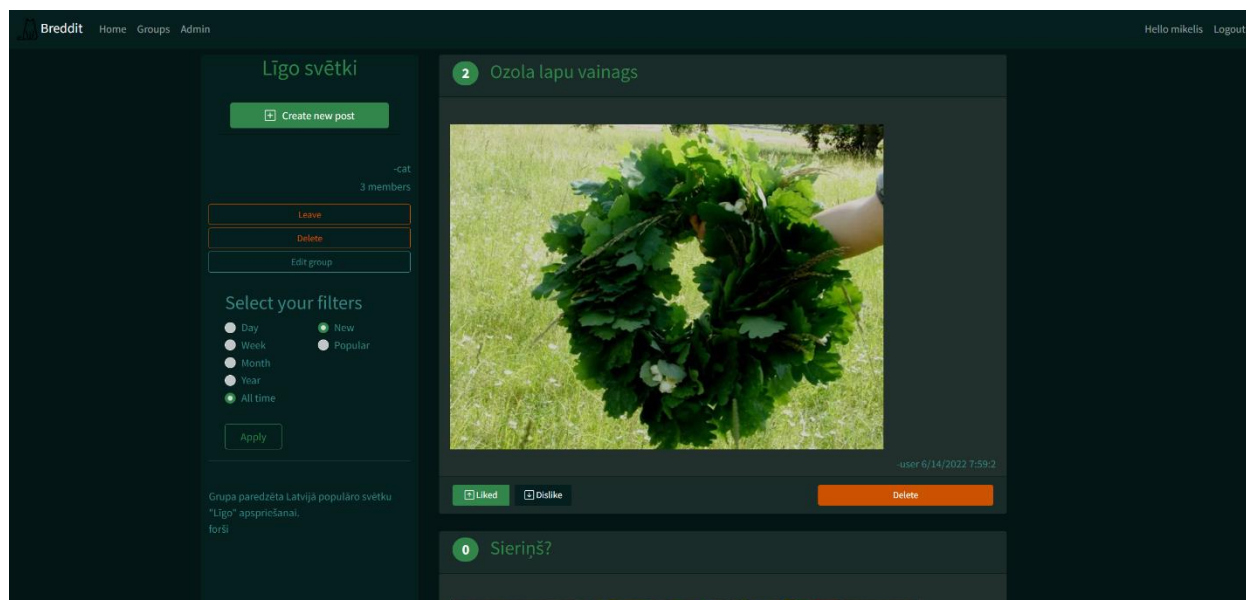 Breddit Home Groups Admin
Hello mikelis Logout
Līgo svētki
Create new post
-cat
3 members
Leave
Delete
Edit group
Select your filters
Day New
Week Popular
Month
Year
All time
Apply
Grupa paredzēta Latvijā populāro svētku
"Līgo" apspriešanai.
forši
2 Ozola lapu vainags
-user 6/14/2022 7:59:2
Liked Dislike Delete
0 Sieriņš?